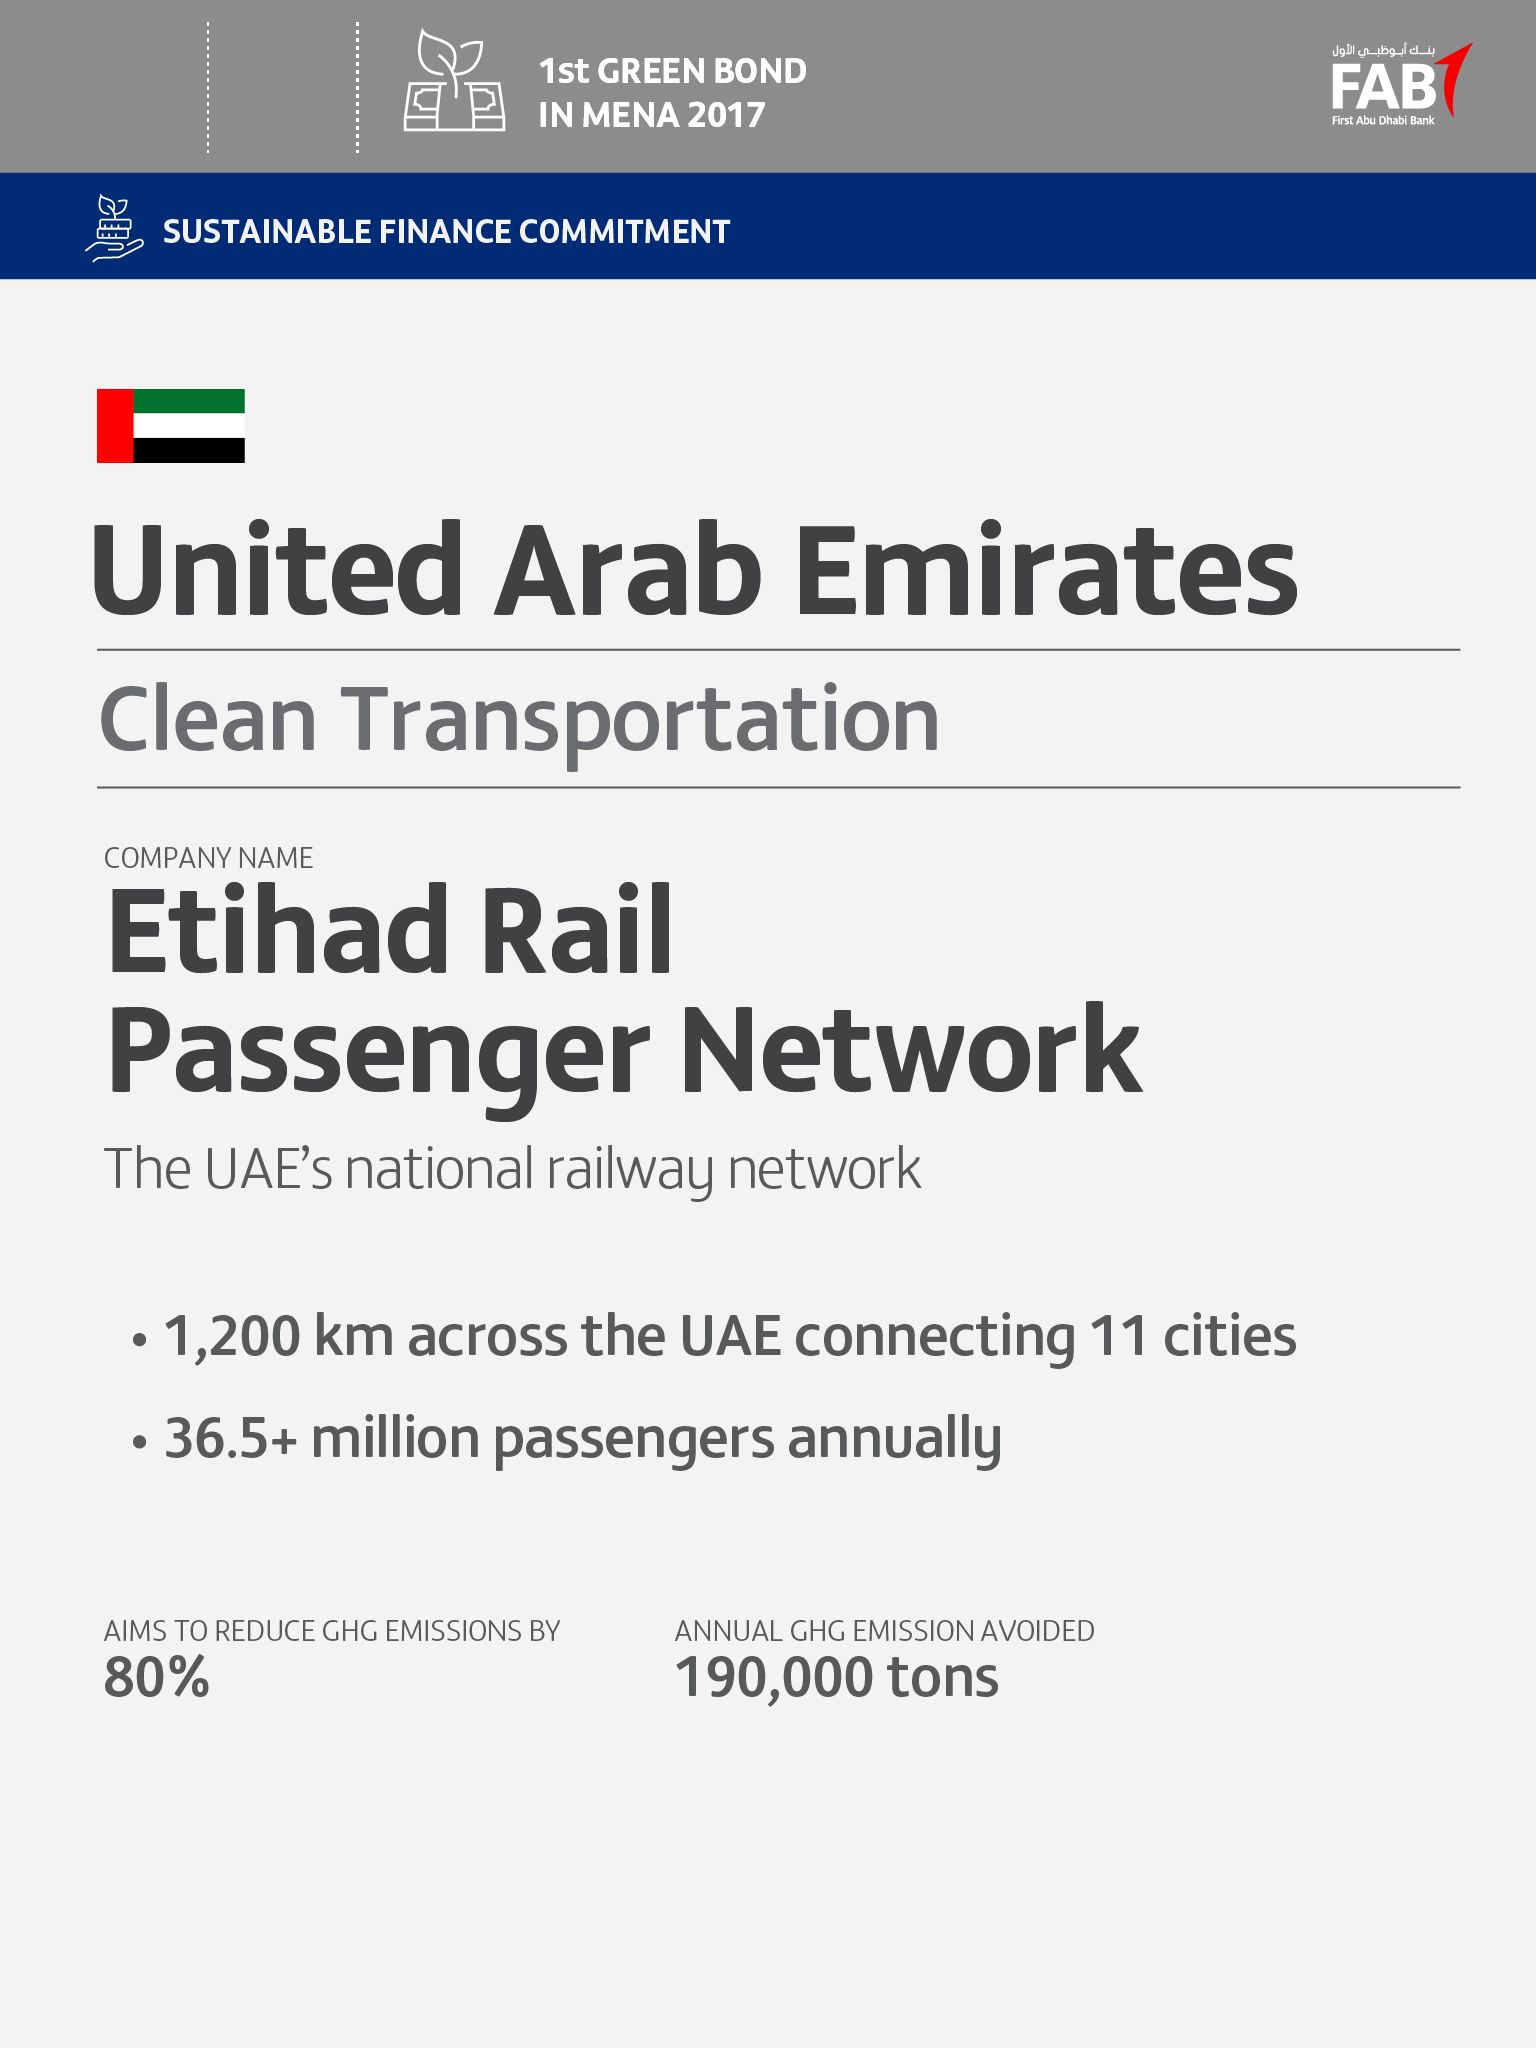 1st GREEN BOND
IN MENA 2017
بنك أبوظبي الأول
FAB
First Abu Dhabi Bank
SUSTAINABLE FINANCE COMMITMENT
United Arab Emirates
Clean Transportation
COMPANY NAME
Etihad Rail
Passenger Network
The UAE’s national railway network
• 1,200 km across the UAE connecting 11 cities
• 36.5+ million passengers annually
AIMS TO REDUCE GHG EMISSIONS BY
80%
ANNUAL GHG EMISSION AVOIDED
190,000 tons